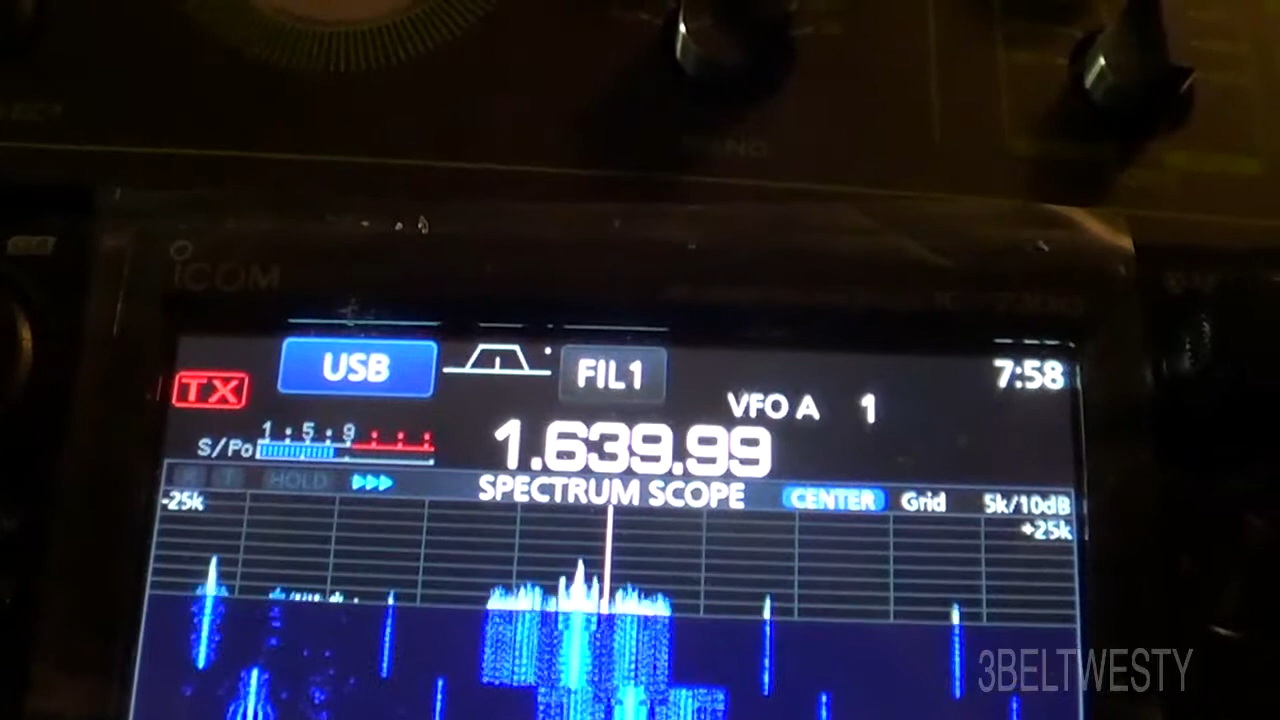 ICOM
USB
FIL1
7:58
TX
VFO A 1
1 : 5 : 9
S/Po
1.639.99
HOLD
SPECTRUM SCOPE
CENTER
Grid
5k/10dB
-25k
+25k
3BELTWESTY